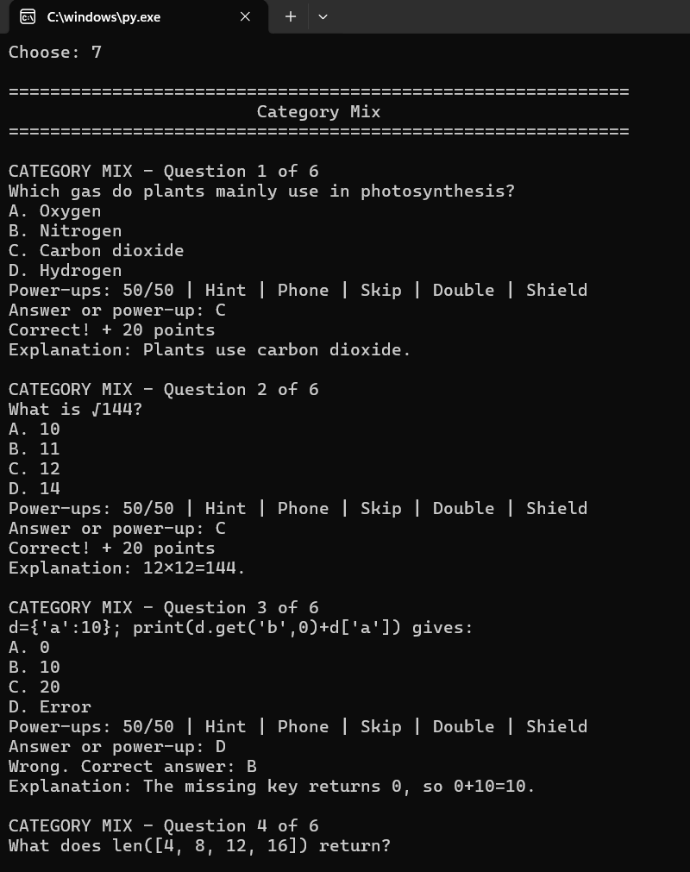 C:\windows\py.exe
Choose: 7
============================================================
Category Mix
============================================================
CATEGORY MIX - Question 1 of 6
Which gas do plants mainly use in photosynthesis?
A. Oxygen
B. Nitrogen
C. Carbon dioxide
D. Hydrogen
Power-ups: 50/50 | Hint | Phone | Skip | Double | Shield
Answer or power-up: C
Correct! + 20 points
Explanation: Plants use carbon dioxide.
CATEGORY MIX - Question 2 of 6
What is √144?
A. 10
B. 11
C. 12
D. 14
Power-ups: 50/50 | Hint | Phone | Skip | Double | Shield
Answer or power-up: C
Correct! + 20 points
Explanation: 12×12=144.
CATEGORY MIX - Question 3 of 6
d={'a':10}; print(d.get('b',0)+d['a']) gives:
A. 0
B. 10
C. 20
D. Error
Power-ups: 50/50 | Hint | Phone | Skip | Double | Shield
Answer or power-up: D
Wrong. Correct answer: B
Explanation: The missing key returns 0, so 0+10=10.
CATEGORY MIX - Question 4 of 6
What does len([4, 8, 12, 16]) return?